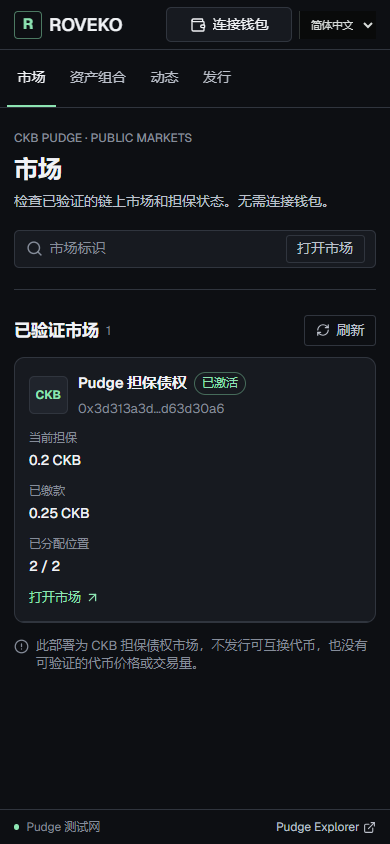 R ROVEKO 连接钱包 简体中文
市场 资产组合 动态 发行
CKB PUDGE · PUBLIC MARKETS
市场
检查已验证的链上市场和担保状态。无需连接钱包。
市场标识 打开市场
已验证市场 1 刷新
CKB Pudge 担保债权 已激活
0x3d313a3d…d63d30a6
当前担保
0.2 CKB
已缴款
0.25 CKB
已分配位置
2 / 2
打开市场
此部署为 CKB 担保债权市场，不发行可互换代币，也没有
可验证的代币价格或交易量。
Pudge 测试网 Pudge Explorer